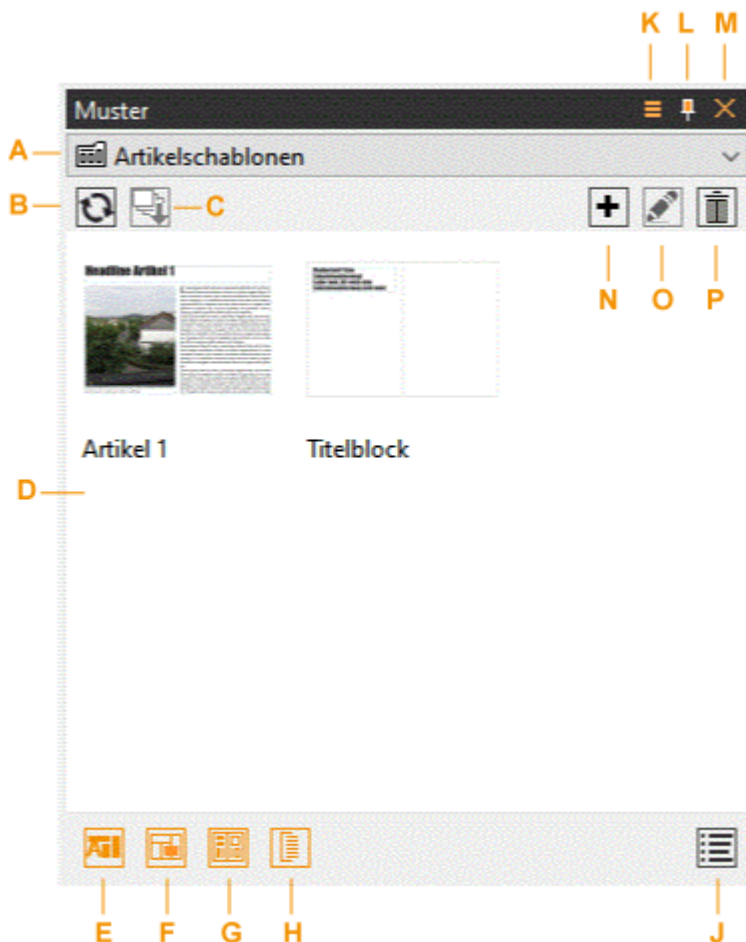 K L M
Muster
A Artikelschablonen
B C
N O P
Headline Artikel 1
Artikel 1 Titelblock
D
E F G H J